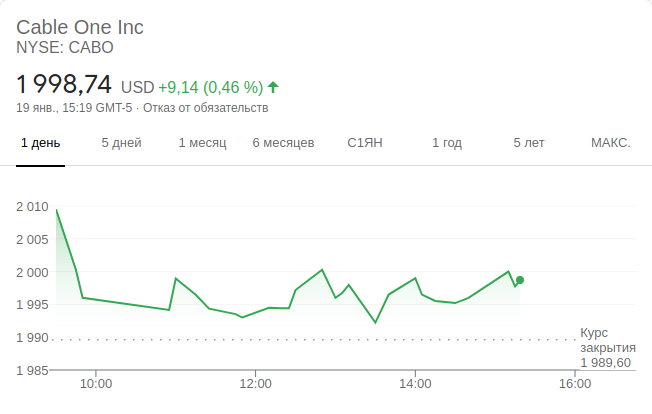 Cable One Inc
NYSE: CABO
1 998,74 USD +9,14 (0,46 %)
19 янв., 15:19 GMT-5 · Отказ от обязательств
1 день 5 дней 1 месяц 6 месяцев С1ЯН 1 год 5 лет МАКС.
2 010
2 005
2 000
1 995
1 990
1 985
Курс
закрытия
1 989,60
10:00 12:00 14:00 16:00